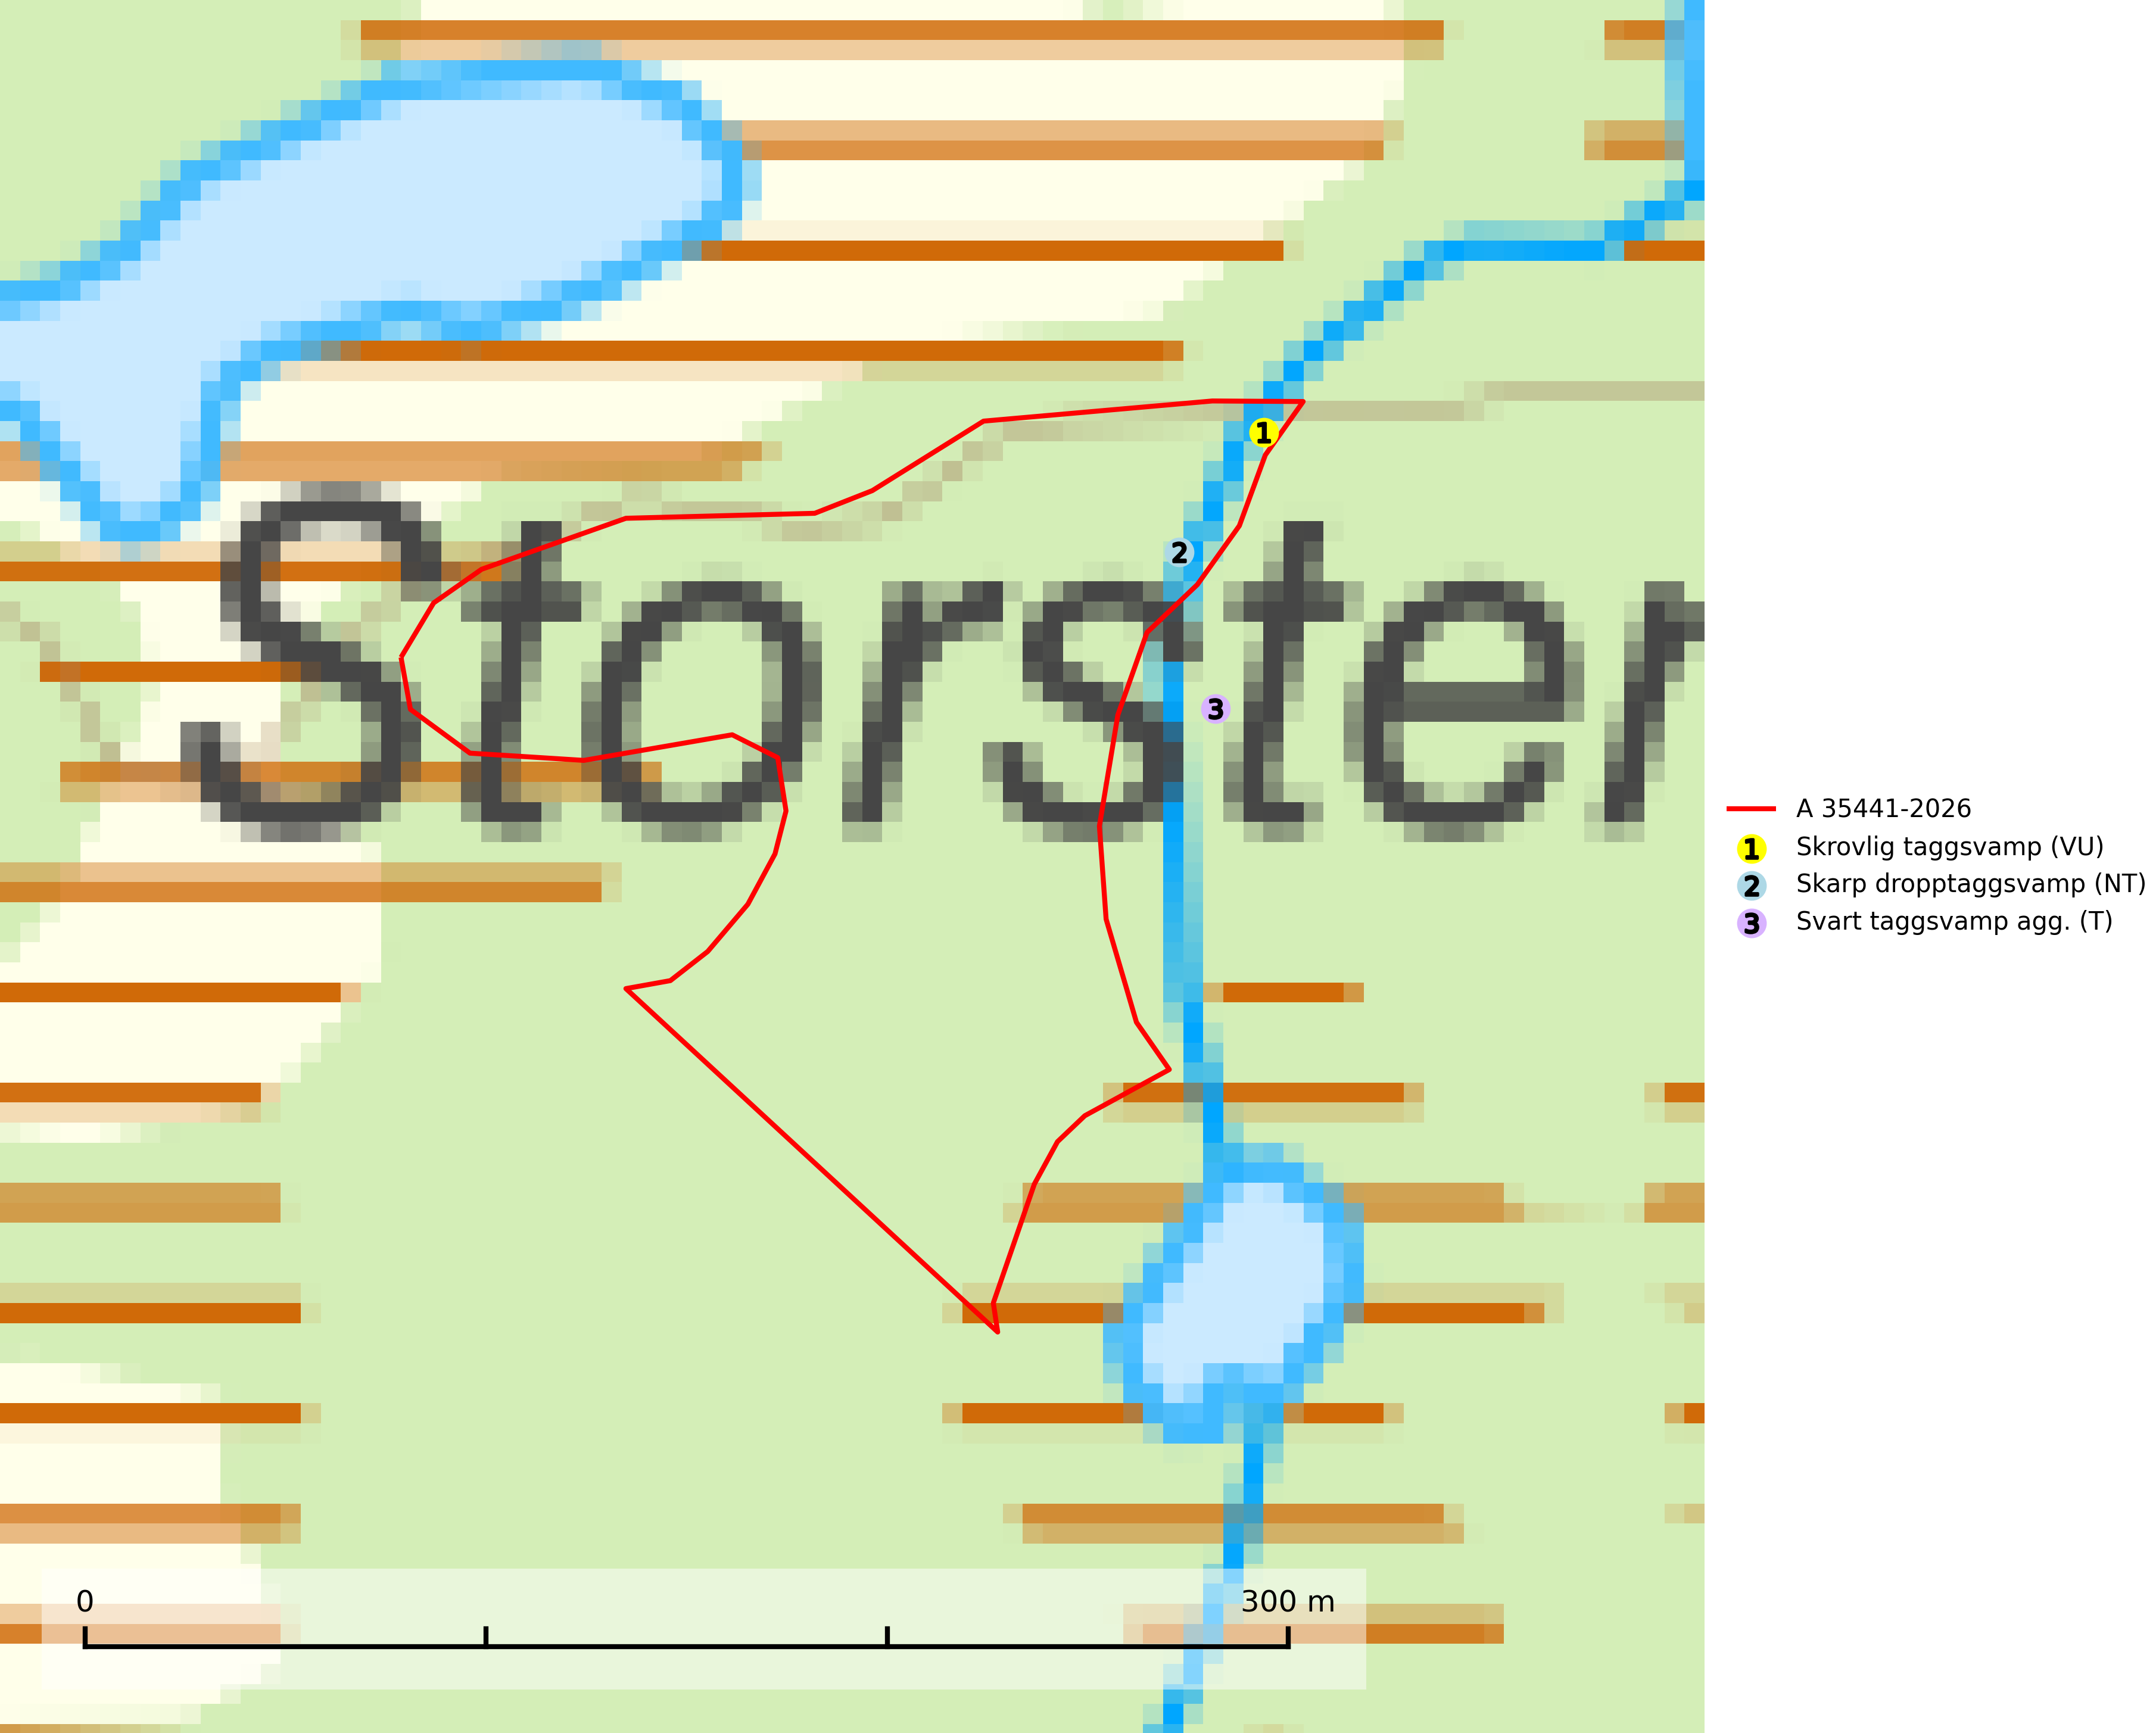 1
2
Storster
3
A 35441-2026
1 Skrovlig taggsvamp (VU)
2 Skarp dropptaggsvamp (NT)
3 Svart taggsvamp agg. (T)
0 300 m